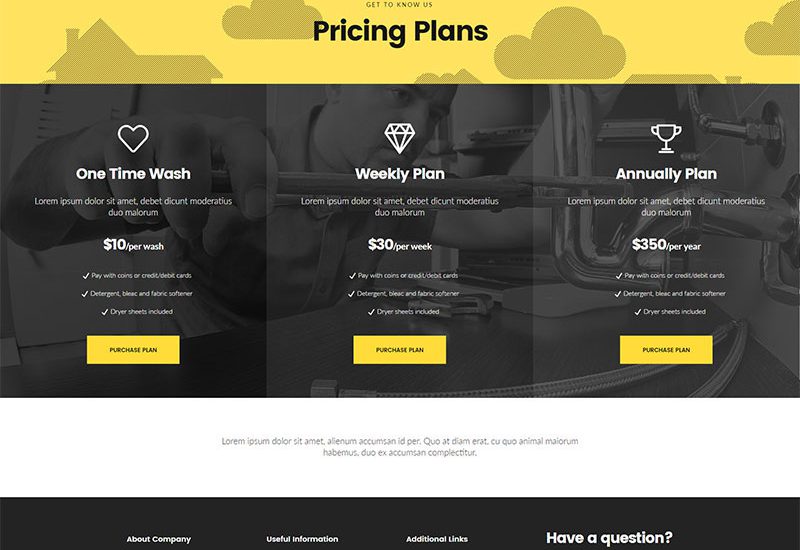 GET TO KNOW US
Pricing Plans
One Time Wash
Lorem ipsum dolor sit amet, debet dicunt moderatius
duo malorum
$10/per wash
Pay with coins or credit/debit cards
Detergent, bleac and fabric softener
Dryer sheets included
PURCHASE PLAN
Weekly Plan
Lorem ipsum dolor sit amet, debet dicunt moderatius
duo malorum
$30/per week
Pay with coins or credit/debit cards
Detergent, bleac and fabric softener
Dryer sheets included
PURCHASE PLAN
Annually Plan
Lorem ipsum dolor sit amet, debet dicunt moderatius
duo malorum
$350/per year
Pay with coins or credit/debit cards
Detergent, bleac and fabric softener
Dryer sheets included
PURCHASE PLAN
Lorem ipsum dolor sit amet, alienum accumsan id per. Quo at diam erat, cu quo animal maiorum
habemus, duo ex accumsan complectitur.
About Company
Useful Information
Additional Links
Have a question?